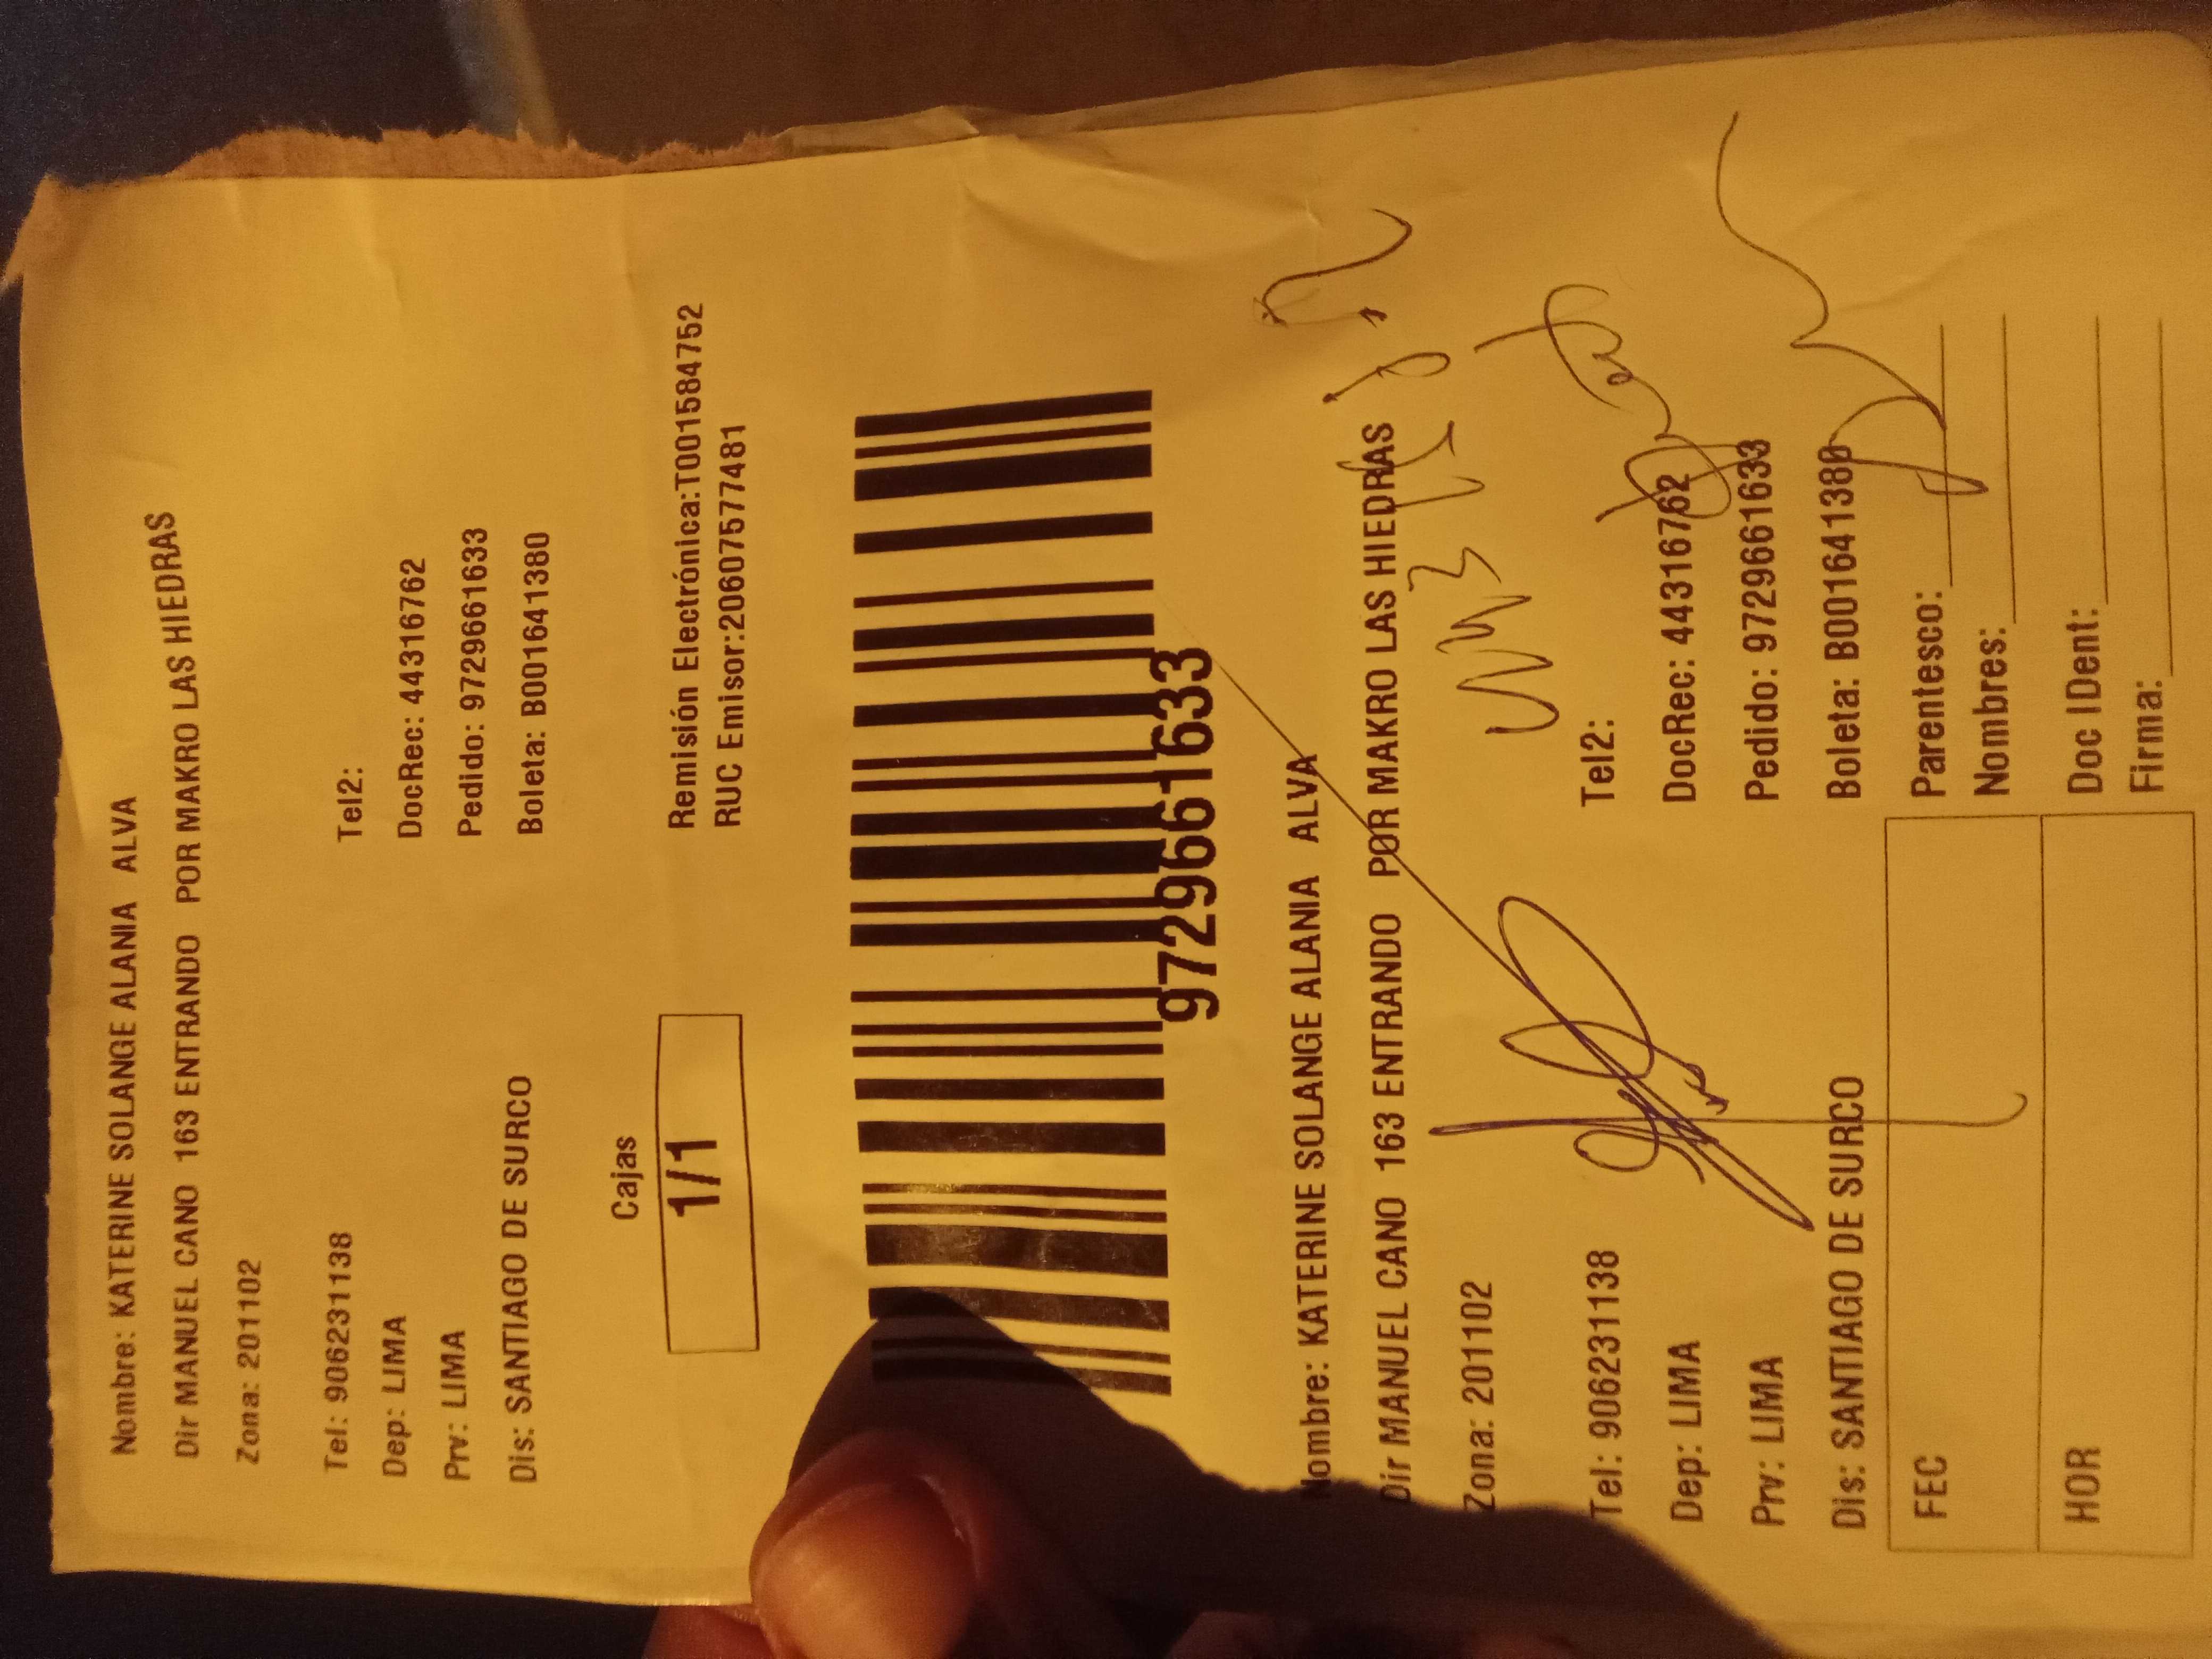 Nombre: KATERINE SOLANGE ALANIA ALVA
Dir MANUEL CANO 163 ENTRANDO POR MAKRO LAS HIEDRAS
Zona: 201102
Tel: 906231138 Tel2:
Dep: LIMA DocRec: 44316762
Prv: LIMA Pedido: 9729661633
Dis: SANTIAGO DE SURCO Boleta: B001641380
Cajas
1/1
Remisión Electrónica:T001584752
RUC Emisor:20607577481
9729661633
Nombre: KATERINE SOLANGE ALANIA ALVA
Dir MANUEL CANO 163 ENTRANDO POR MAKRO LAS HIEDRAS
Zona: 201102
Tel: 906231138 Tel2:
Dep: LIMA DocRec: 44316762
Prv: LIMA Pedido: 9729661633
Dis: SANTIAGO DE SURCO Boleta: B001641380
FEC Parentesco:
Nombres:
HOR Doc IDent:
Firma: